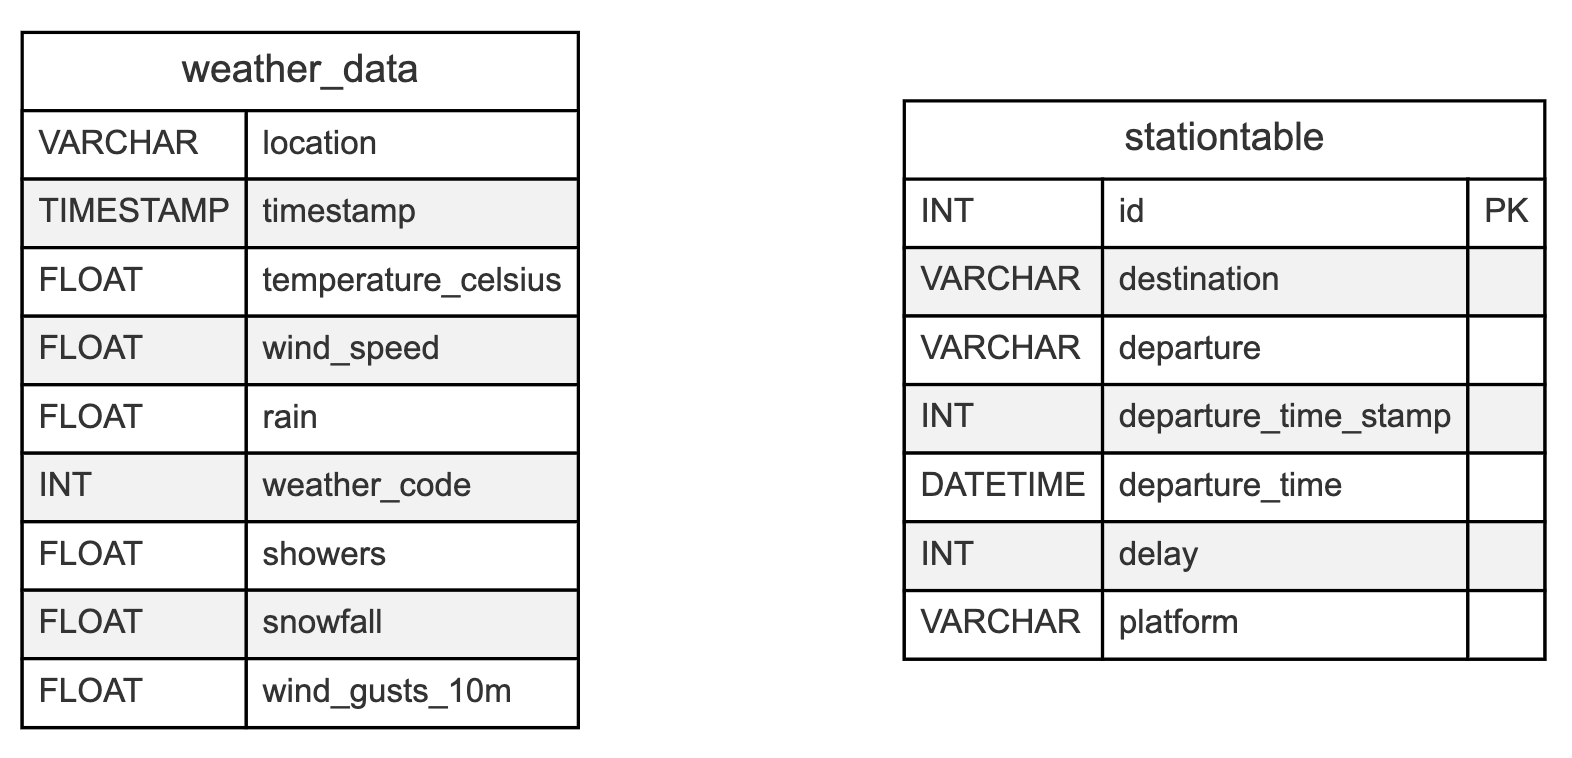 weather_data
VARCHAR location
TIMESTAMP timestamp
FLOAT temperature_celsius
FLOAT wind_speed
FLOAT rain
INT weather_code
FLOAT showers
FLOAT snowfall
FLOAT wind_gusts_10m
stationtable
INT id PK
VARCHAR destination
VARCHAR departure
INT departure_time_stamp
DATETIME departure_time
INT delay
VARCHAR platform